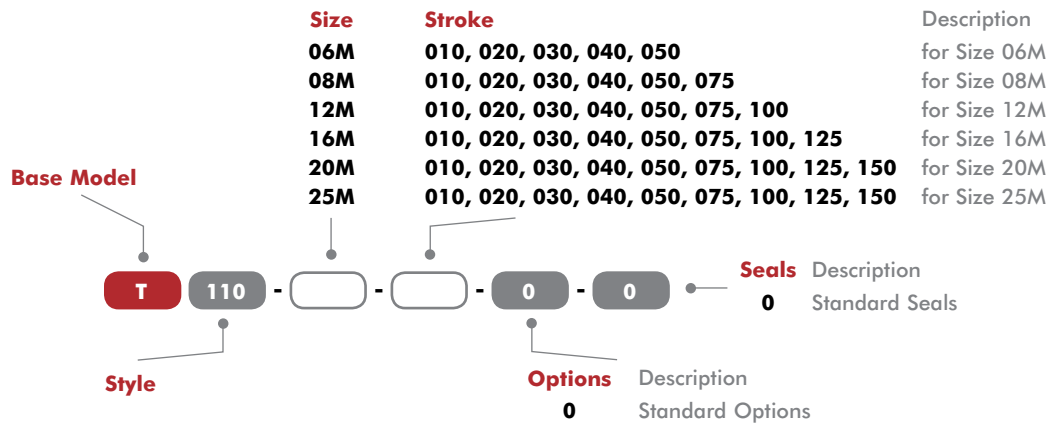 Size Stroke Description
06M 010, 020, 030, 040, 050 for Size 06M
08M 010, 020, 030, 040, 050, 075 for Size 08M
12M 010, 020, 030, 040, 050, 075, 100 for Size 12M
16M 010, 020, 030, 040, 050, 075, 100, 125 for Size 16M
20M 010, 020, 030, 040, 050, 075, 100, 125, 150 for Size 20M
25M 010, 020, 030, 040, 050, 075, 100, 125, 150 for Size 25M
Base Model
T 110 - - - 0 - 0
Seals Description
0 Standard Seals
Style
Options Description
0 Standard Options